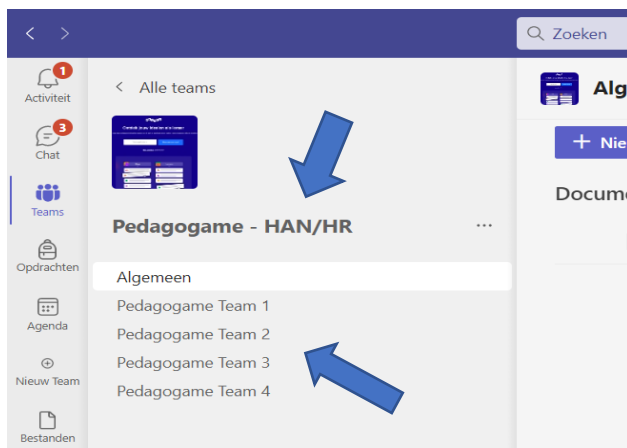 Zoeken
1
Activiteit
3
Chat
Teams
Opdrachten
Agenda
Nieuw Team
Bestanden
< Alle teams
Pedagogame - HAN/HR
...
Algemeen
Pedagogame Team 1
Pedagogame Team 2
Pedagogame Team 3
Pedagogame Team 4
Alg
+ Nie
Docume